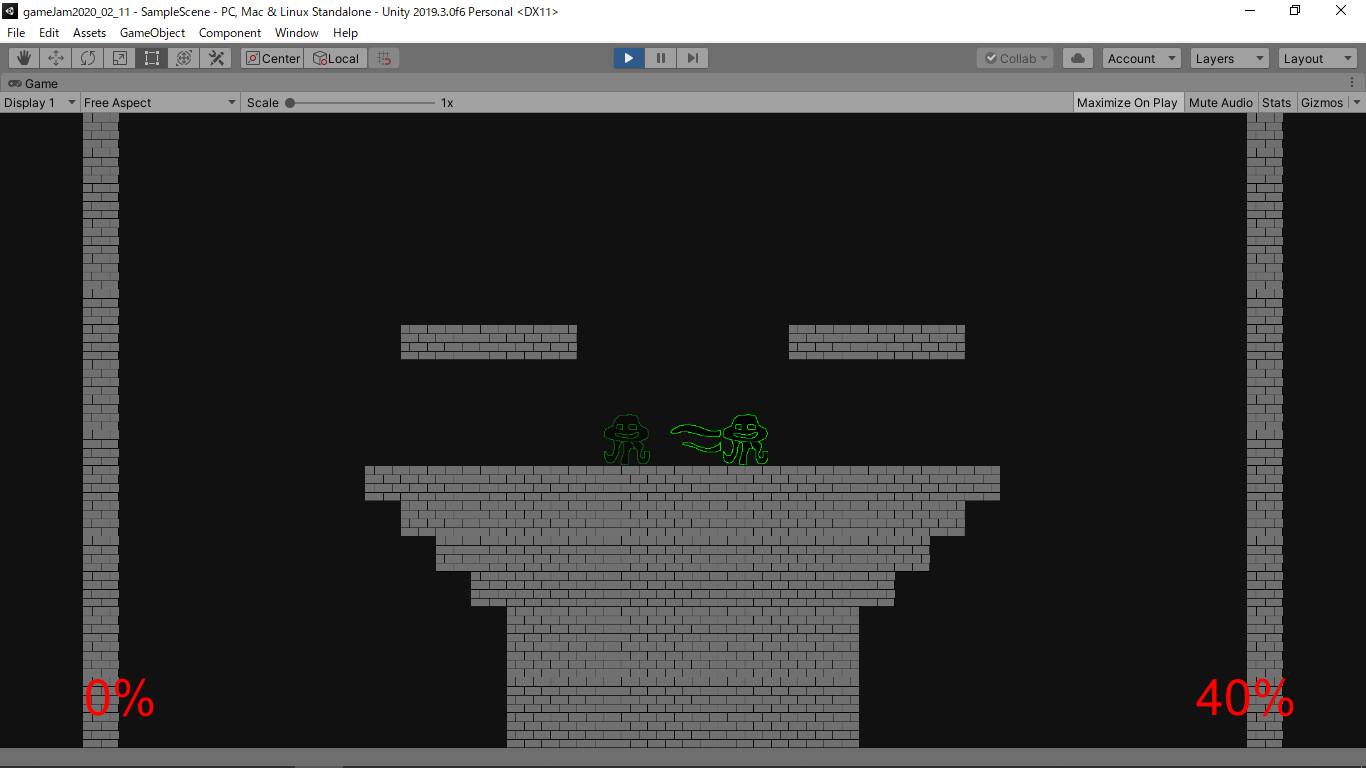 gameJam2020_02_11 - SampleScene - PC, Mac & Linux Standalone - Unity 2019.3.0f6 Personal <DX11>
File Edit Assets GameObject Component Window Help
Center Local Collab Account Layers Layout
Game
Display 1 Free Aspect Scale 1x Maximize On Play Mute Audio Stats Gizmos
0% 40%